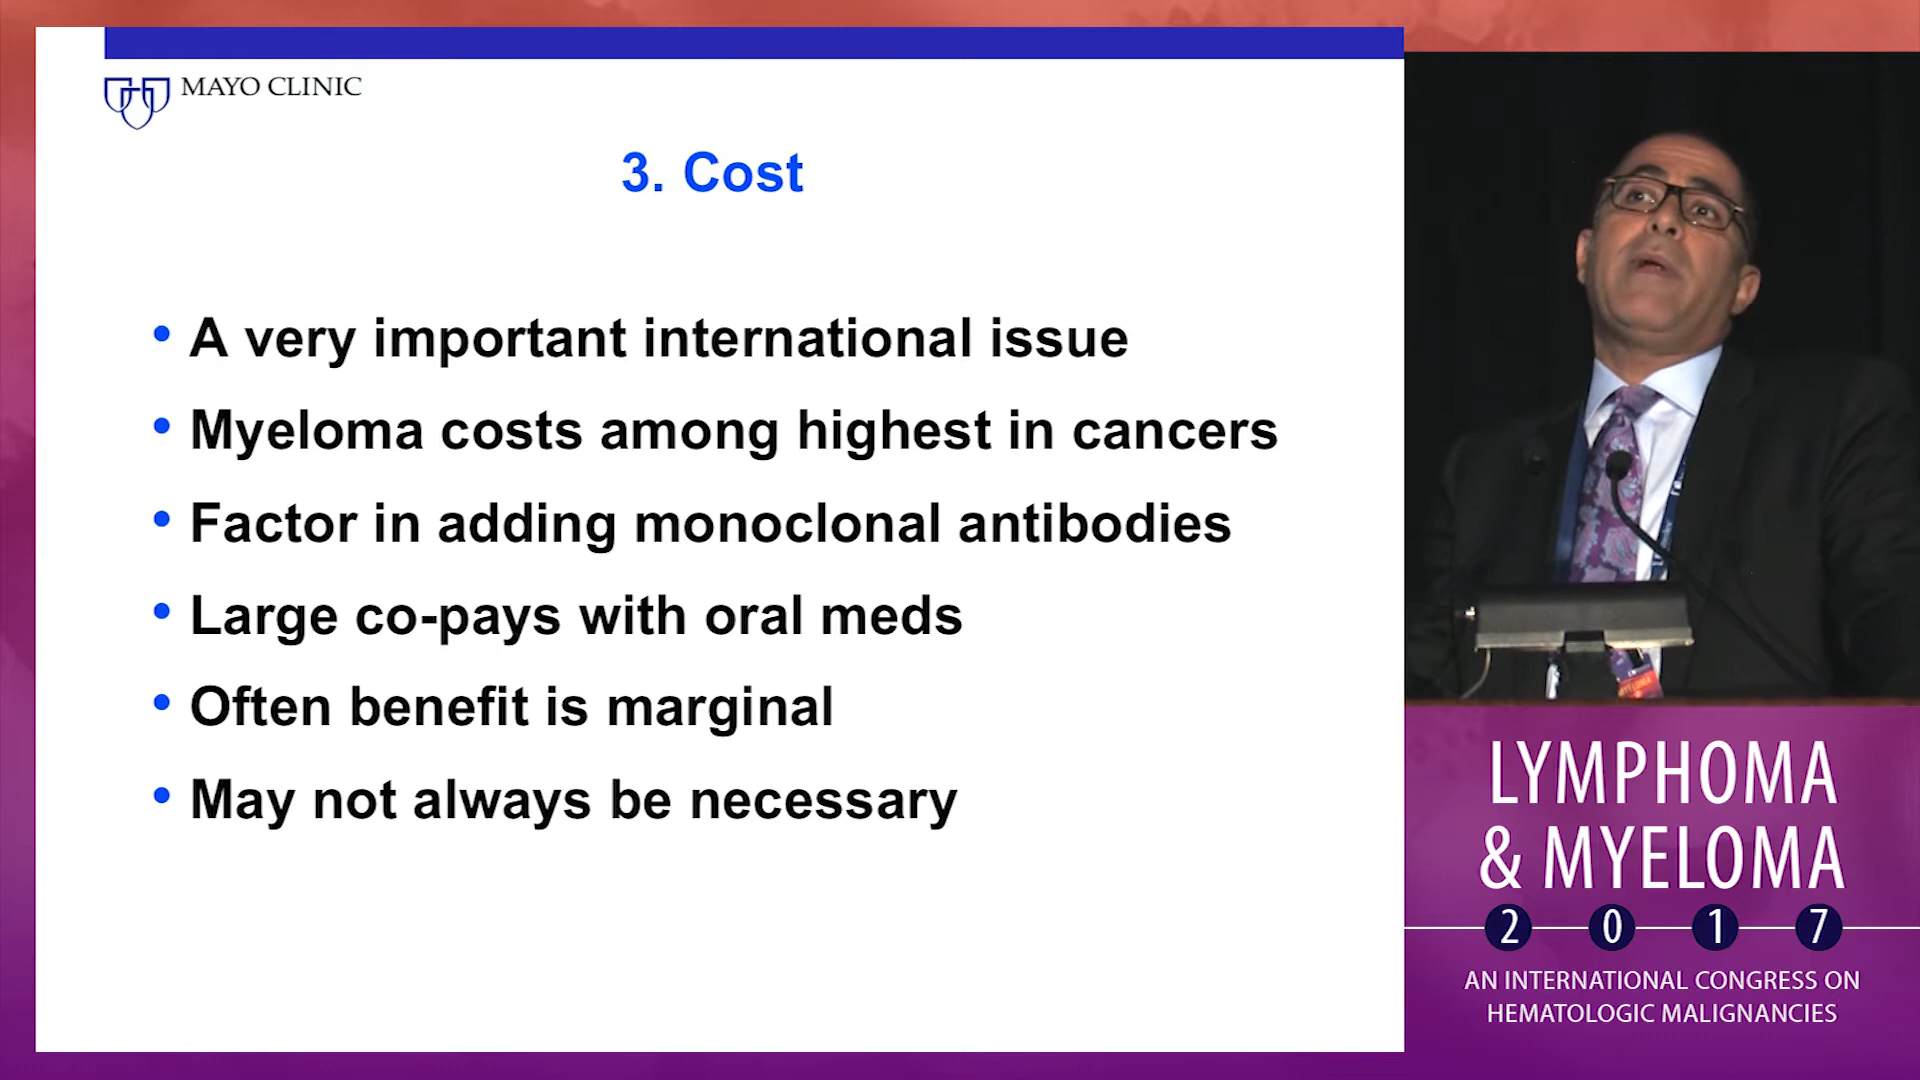 MAYO CLINIC
3. Cost
• A very important international issue
• Myeloma costs among highest in cancers
• Factor in adding monoclonal antibodies
• Large co-pays with oral meds
• Often benefit is marginal
• May not always be necessary
LYMPHOMA
& MYELOMA
2 0 1 7
AN INTERNATIONAL CONGRESS ON
HEMATOLOGIC MALIGNANCIES